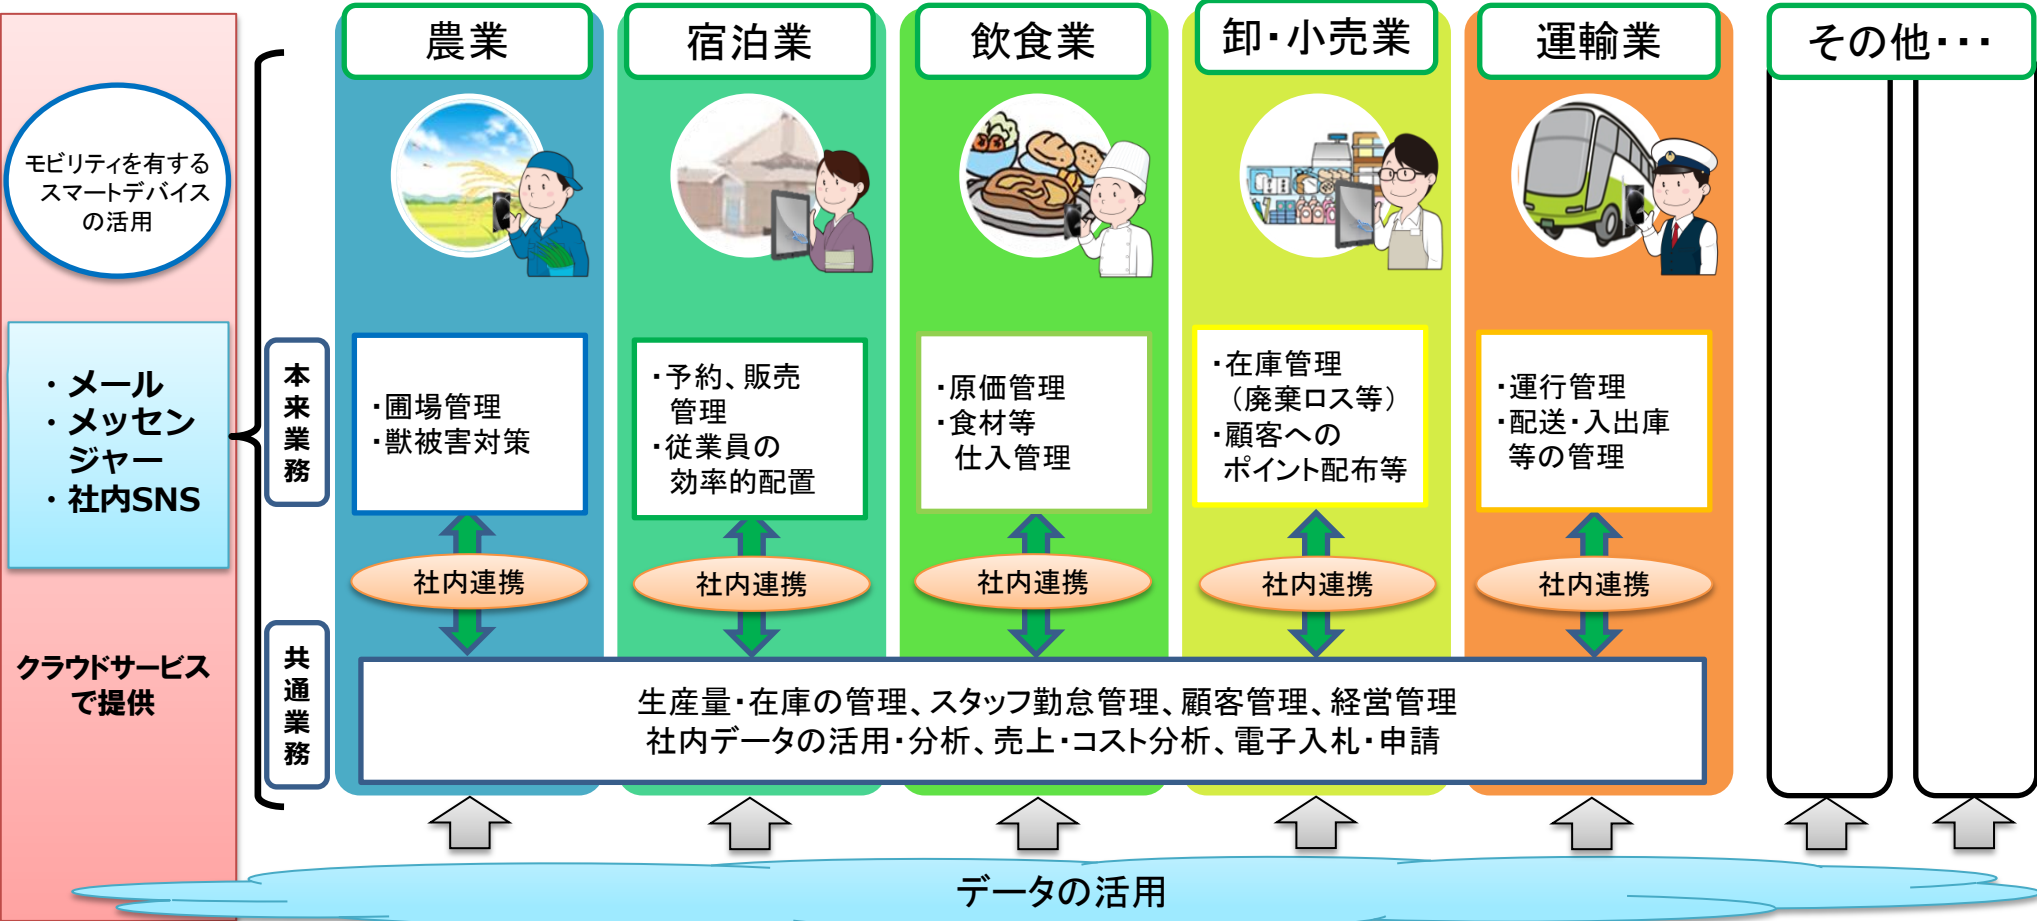 農業
宿泊業
飲食業
卸・小売業
運輸業
その他・・・
モビリティを有する
スマートデバイス
の活用
・メール
・メッセン
ジャー
・社内SNS
クラウドサービス
で提供
本来業務
・圃場管理
・獣被害対策
・予約、販売
管理
・従業員の
効率的配置
・原価管理
・食材等
仕入管理
・在庫管理
（廃棄ロス等）
・顧客への
ポイント配布等
・運行管理
・配送・入出庫
等の管理
社内連携
社内連携
社内連携
社内連携
社内連携
共通業務
生産量・在庫の管理、スタッフ勤怠管理、顧客管理、経営管理
社内データの活用・分析、売上・コスト分析、電子入札・申請
データの活用